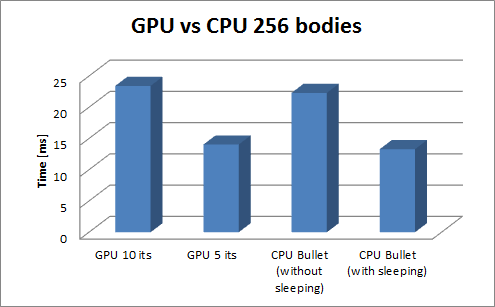 GPU vs CPU 256 bodies
Time [ms]
25
20
15
10
5
0
GPU 10 its
GPU 5 its
CPU Bullet
(without
sleeping)
CPU Bullet
(with sleeping)